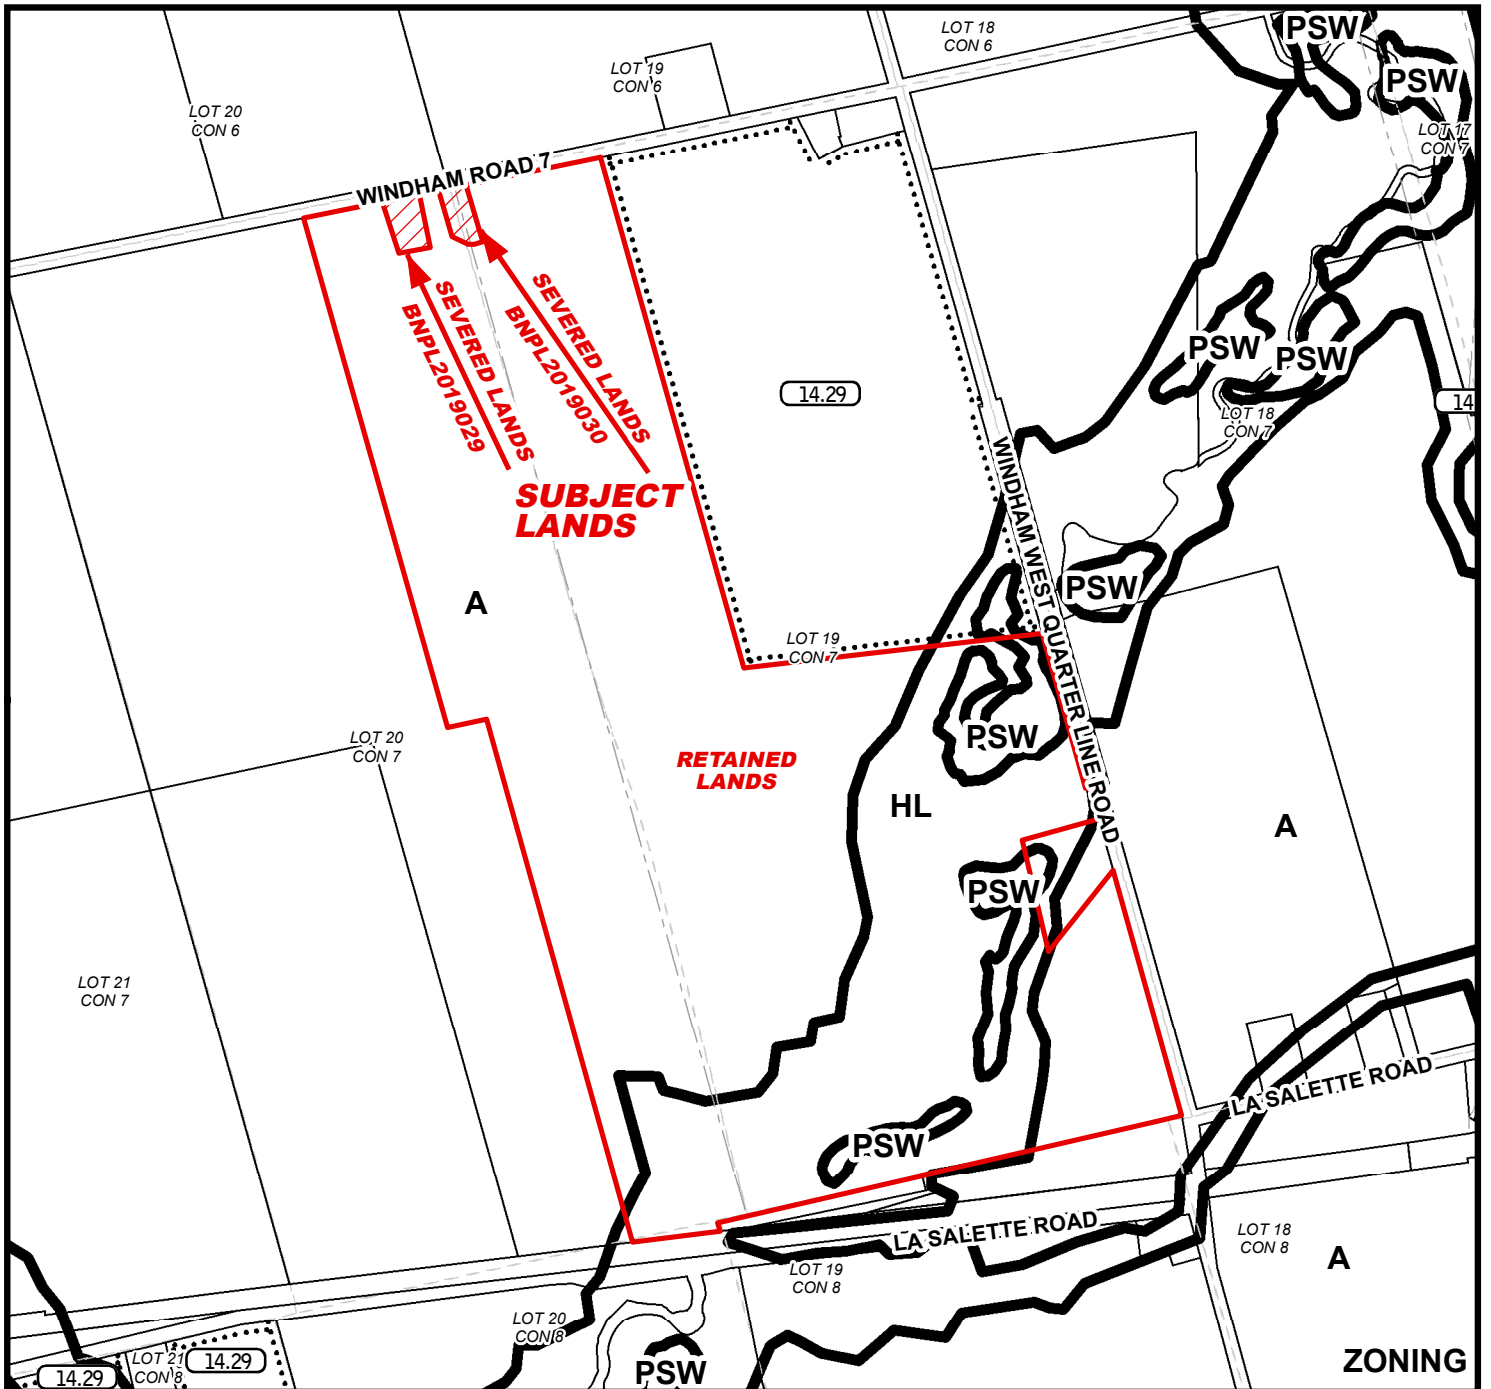 PSW
LOT 18
CON 6
PSW
LOT 19
CON 6
LOT 20
CON 6
LOT 17
CON 7
WINDHAM ROAD 7
SEVERED LANDS
BNPL2019029
SEVERED LANDS
BNPL2019030
PSW
PSW
14.29
14
LOT 18
CON 7
WINDHAM WEST QUARTER LINE ROAD
SUBJECT
LANDS
PSW
A
LOT 19
CON 7
LOT 20
CON 7
PSW
RETAINED
LANDS
HL
A
PSW
LOT 21
CON 7
LA SALETTE ROAD
PSW
LA SALETTE ROAD
LOT 18
CON 8
A
LOT 19
CON 8
LOT 20
CON 8
LOT 21
CON 8
14.29
14.29
PSW
ZONING